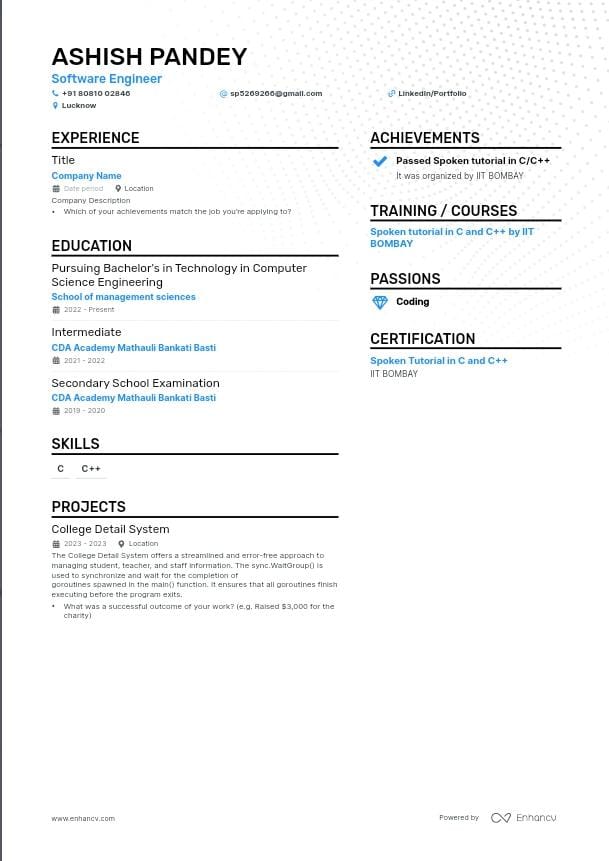 ASHISH PANDEY
Software Engineer
+91 80810 02846
sp5269266@gmail.com
LinkedIn/Portfolio
Lucknow
EXPERIENCE
Title
Company Name
Date period Location
Company Description
• Which of your achievements match the job you're applying to?
EDUCATION
Pursuing Bachelor's in Technology in Computer
Science Engineering
School of management sciences
2022 - Present
Intermediate
CDA Academy Mathauli Bankati Basti
2021 - 2022
Secondary School Examination
CDA Academy Mathauli Bankati Basti
2019 - 2020
SKILLS
C C++
PROJECTS
College Detail System
2023 - 2023 Location
The College Detail System offers a streamlined and error-free approach to
managing student, teacher, and staff information. The sync.WaitGroup() is
used to synchronize and wait for the completion of
goroutines spawned in the main() function. It ensures that all goroutines finish
executing before the program exits.
• What was a successful outcome of your work? (e.g. Raised $3,000 for the
charity)
ACHIEVEMENTS
Passed Spoken tutorial in C/C++
It was organized by IIT BOMBAY
TRAINING / COURSES
Spoken tutorial in C and C++ by IIT
BOMBAY
PASSIONS
Coding
CERTIFICATION
Spoken Tutorial in C and C++
IIT BOMBAY
www.enhancv.com
Powered by Enhancv